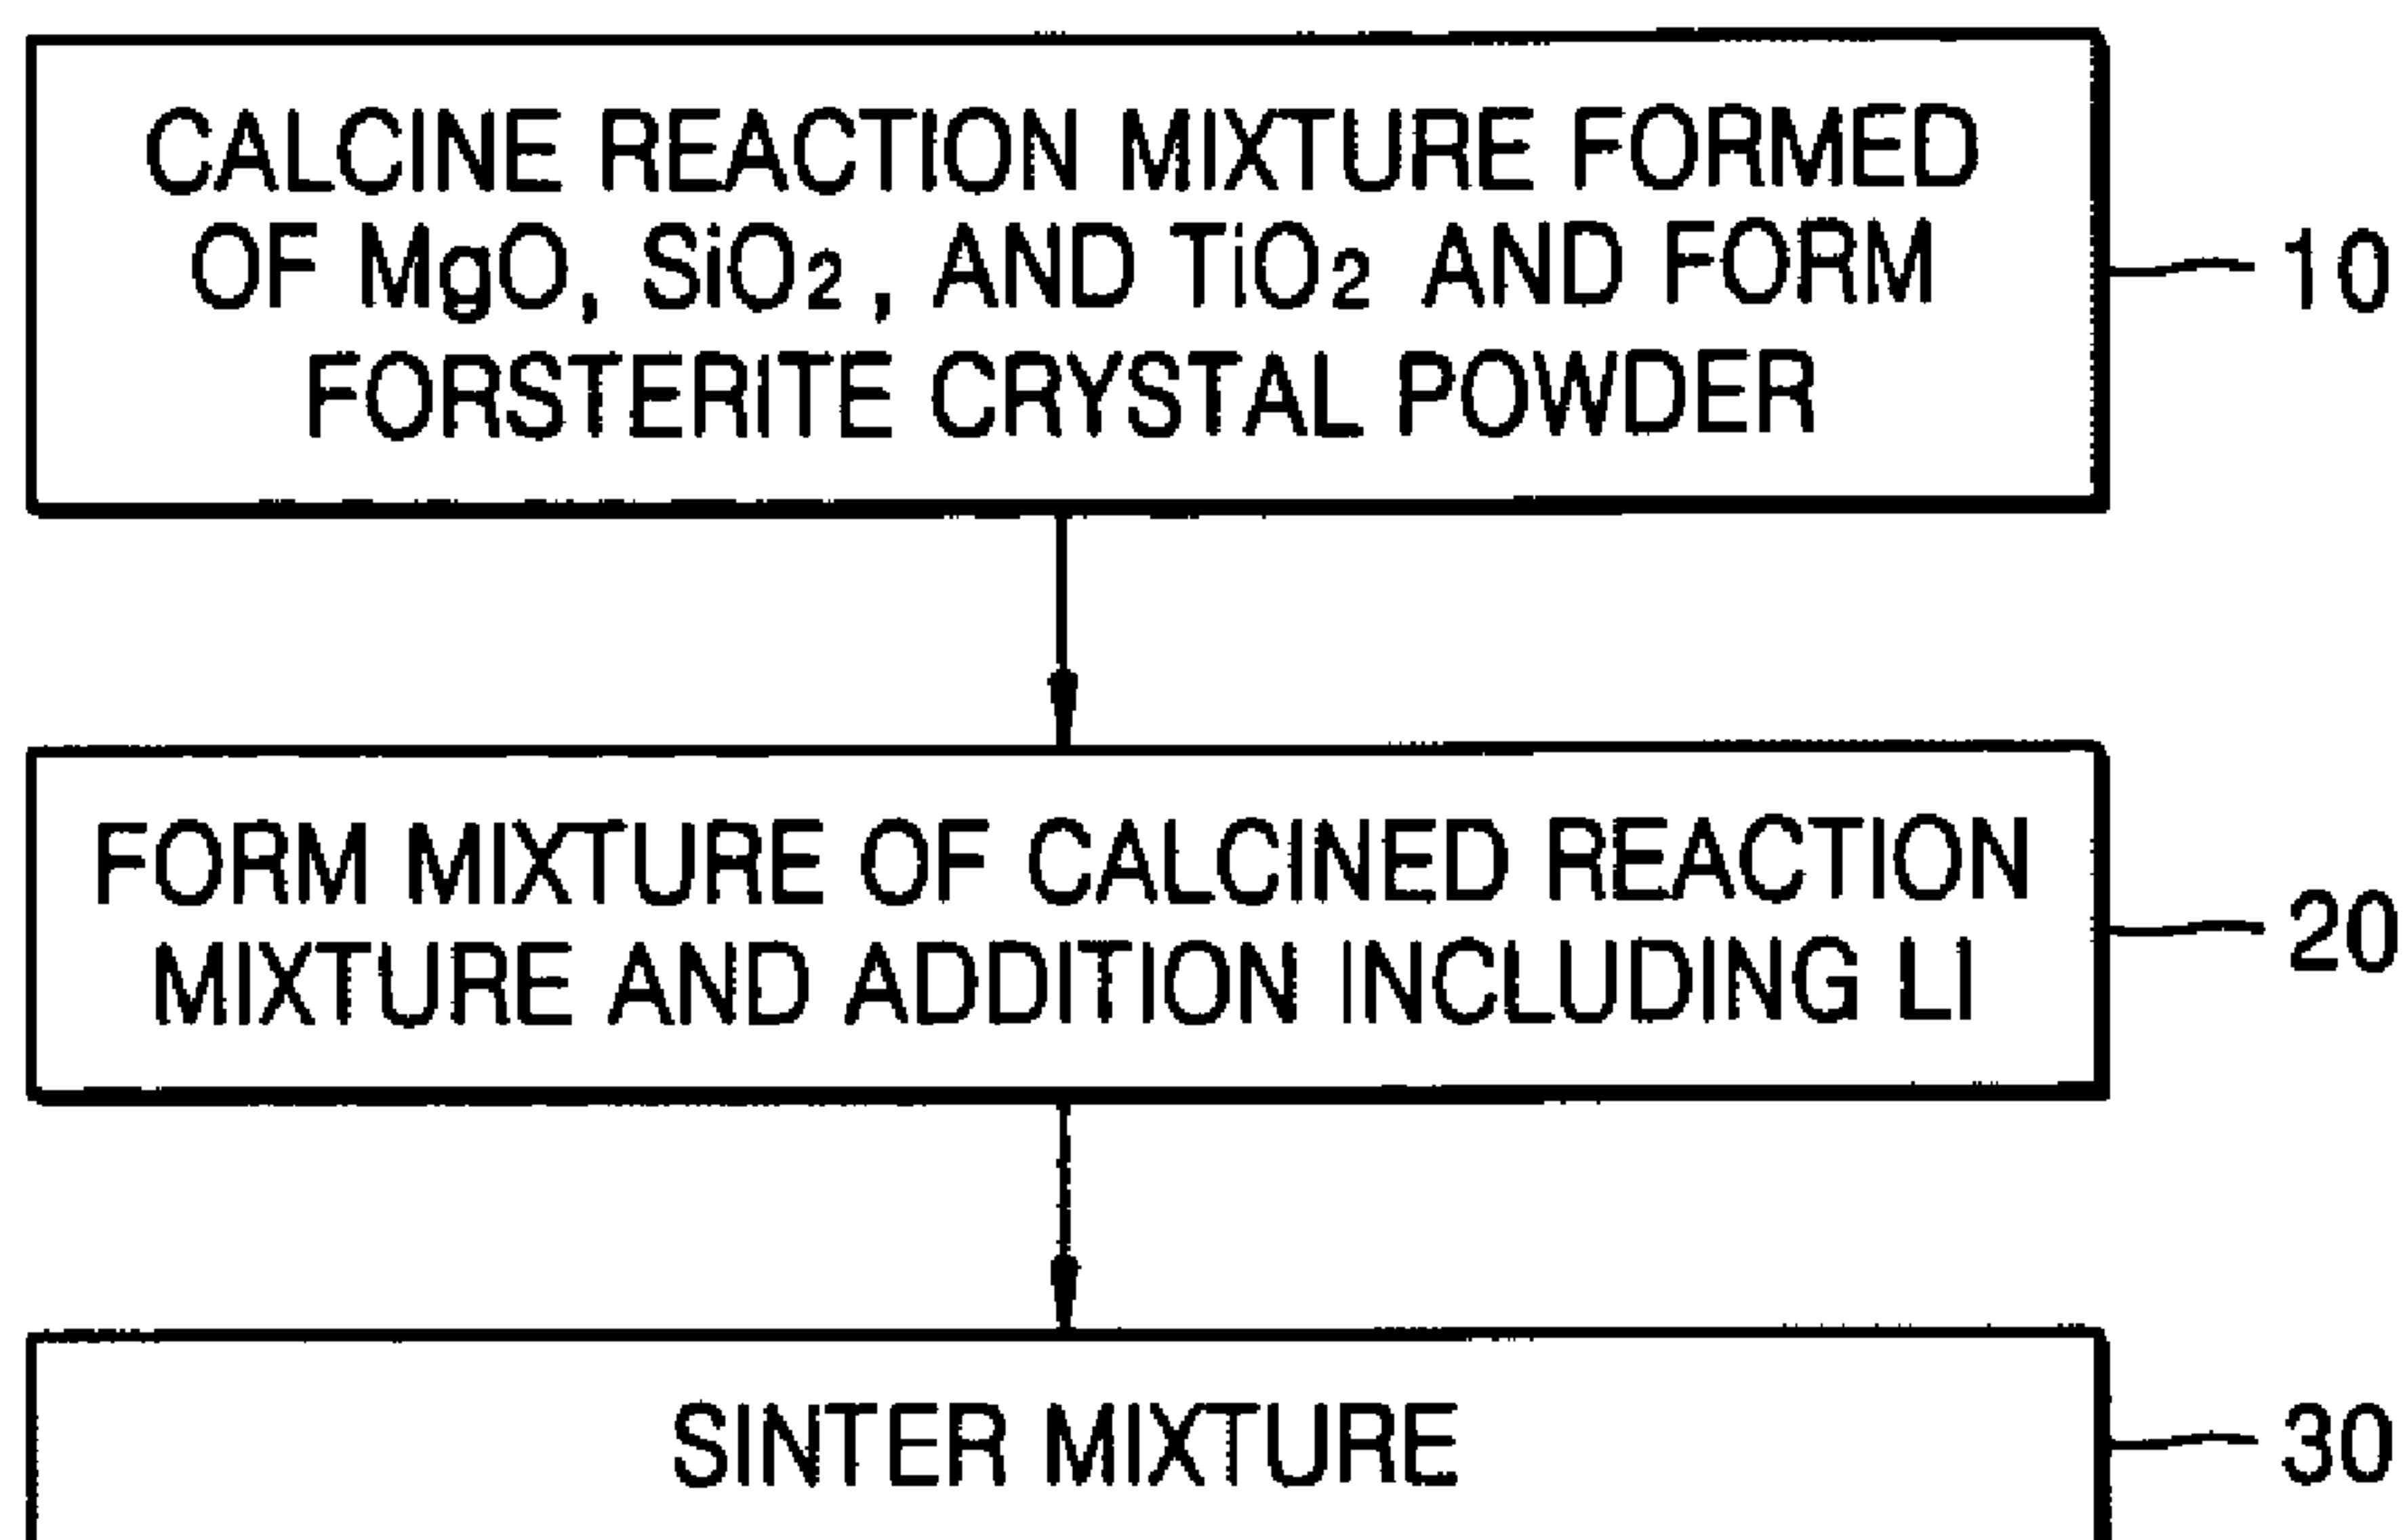 CALCINE REACTION MIXTURE FORMED
OF MgO, SiO₂, AND TiO₂ AND FORM
FORSTERITE CRYSTAL POWDER
10
FORM MIXTURE OF CALCINED REACTION
MIXTURE AND ADDITION INCLUDING LI
20
SINTER MIXTURE
30